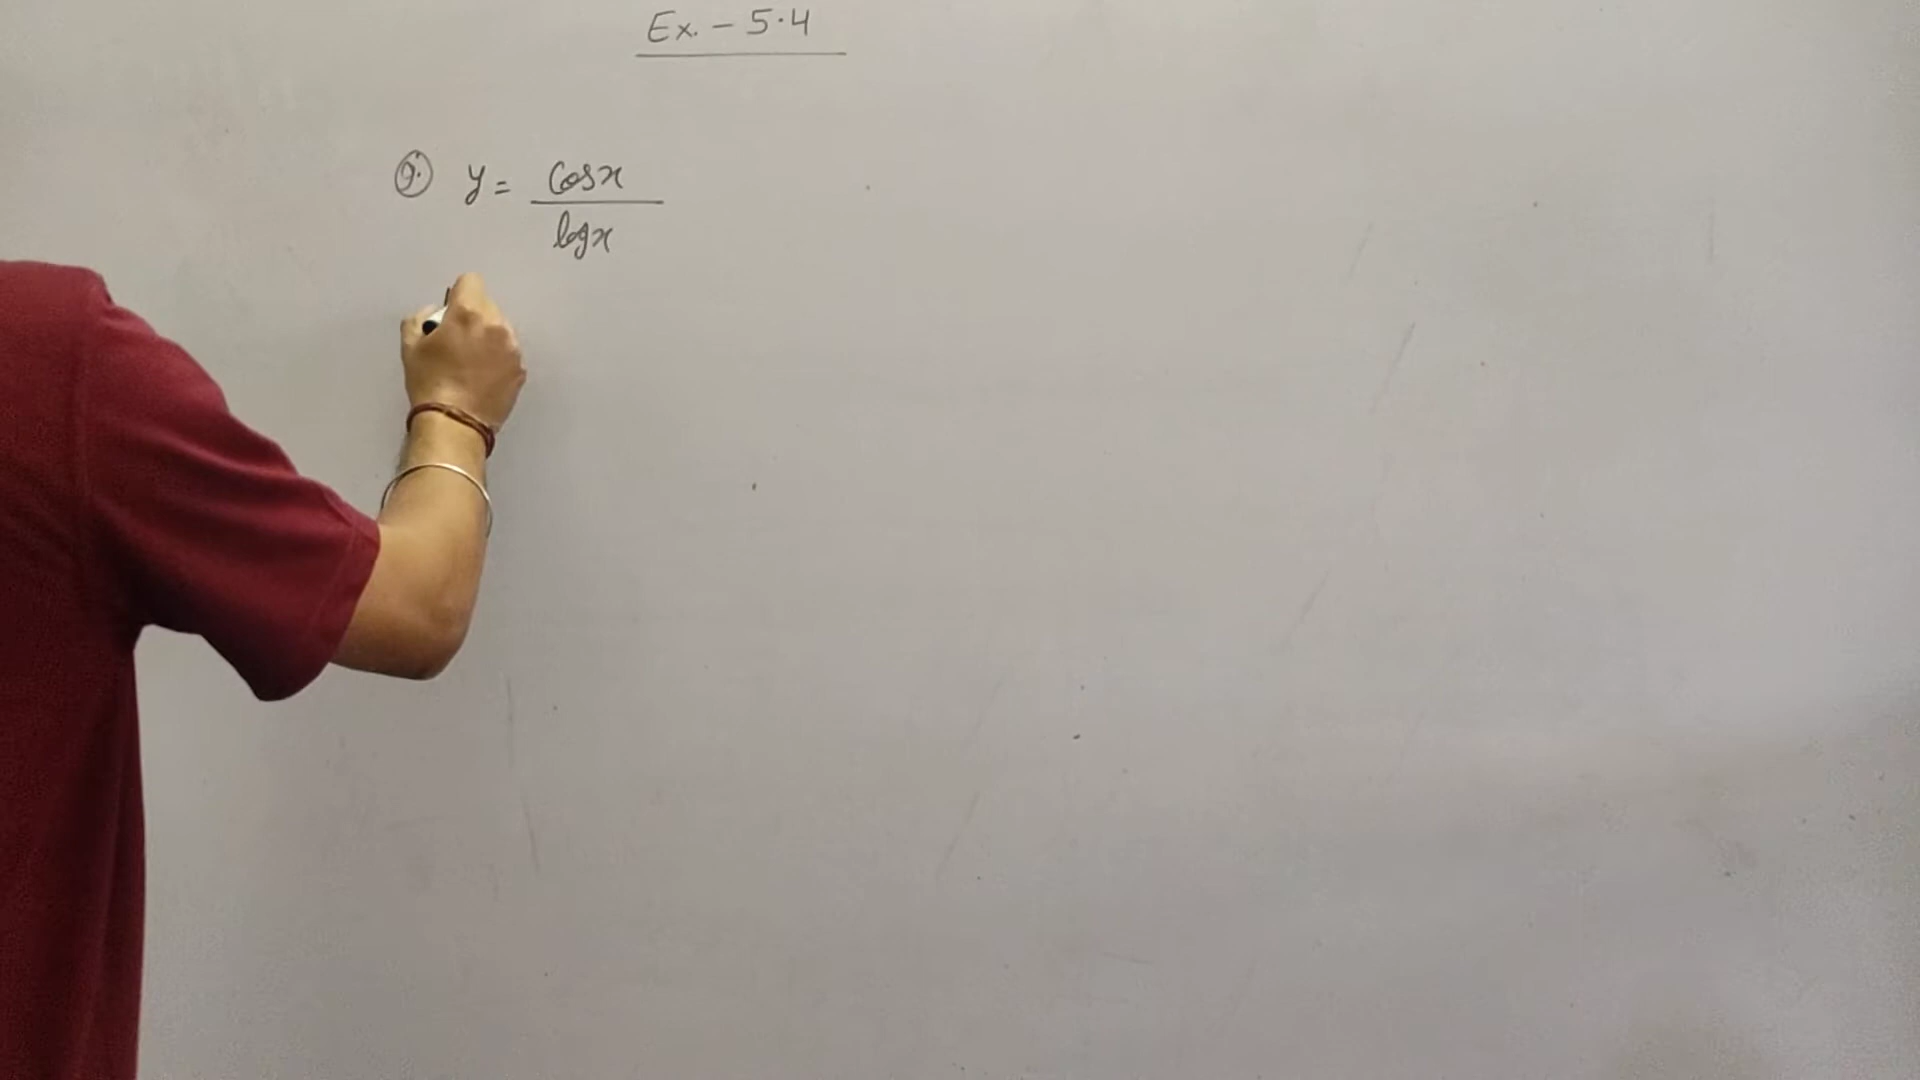 Ex. - 5.4
9. y = cosx / logx